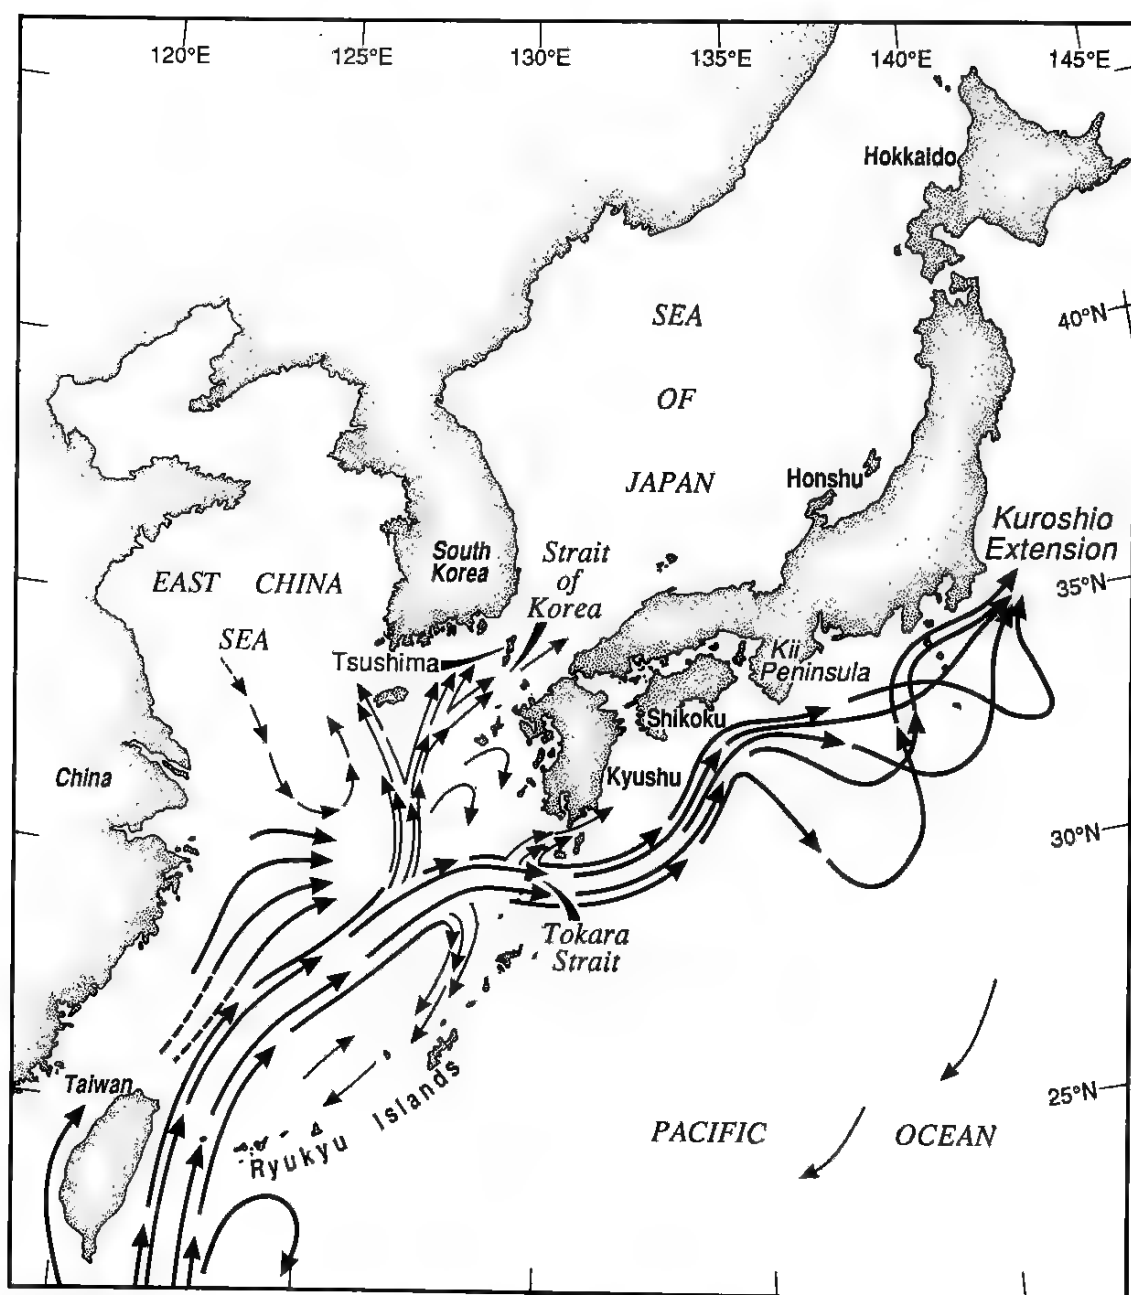 120°E
125°E
130°E
135°E
140°E
145°E
Hokkaido
SEA
OF
JAPAN
40°N
Honshu
Kuroshio
Extension
South
Korea
Strait
of
Korea
EAST CHINA
SEA
35°N
Tsushima
Kii
Peninsula
Shikoku
China
Kyushu
30°N
Tokara
Strait
Taiwan
25°N
Ryukyu Islands
PACIFIC OCEAN